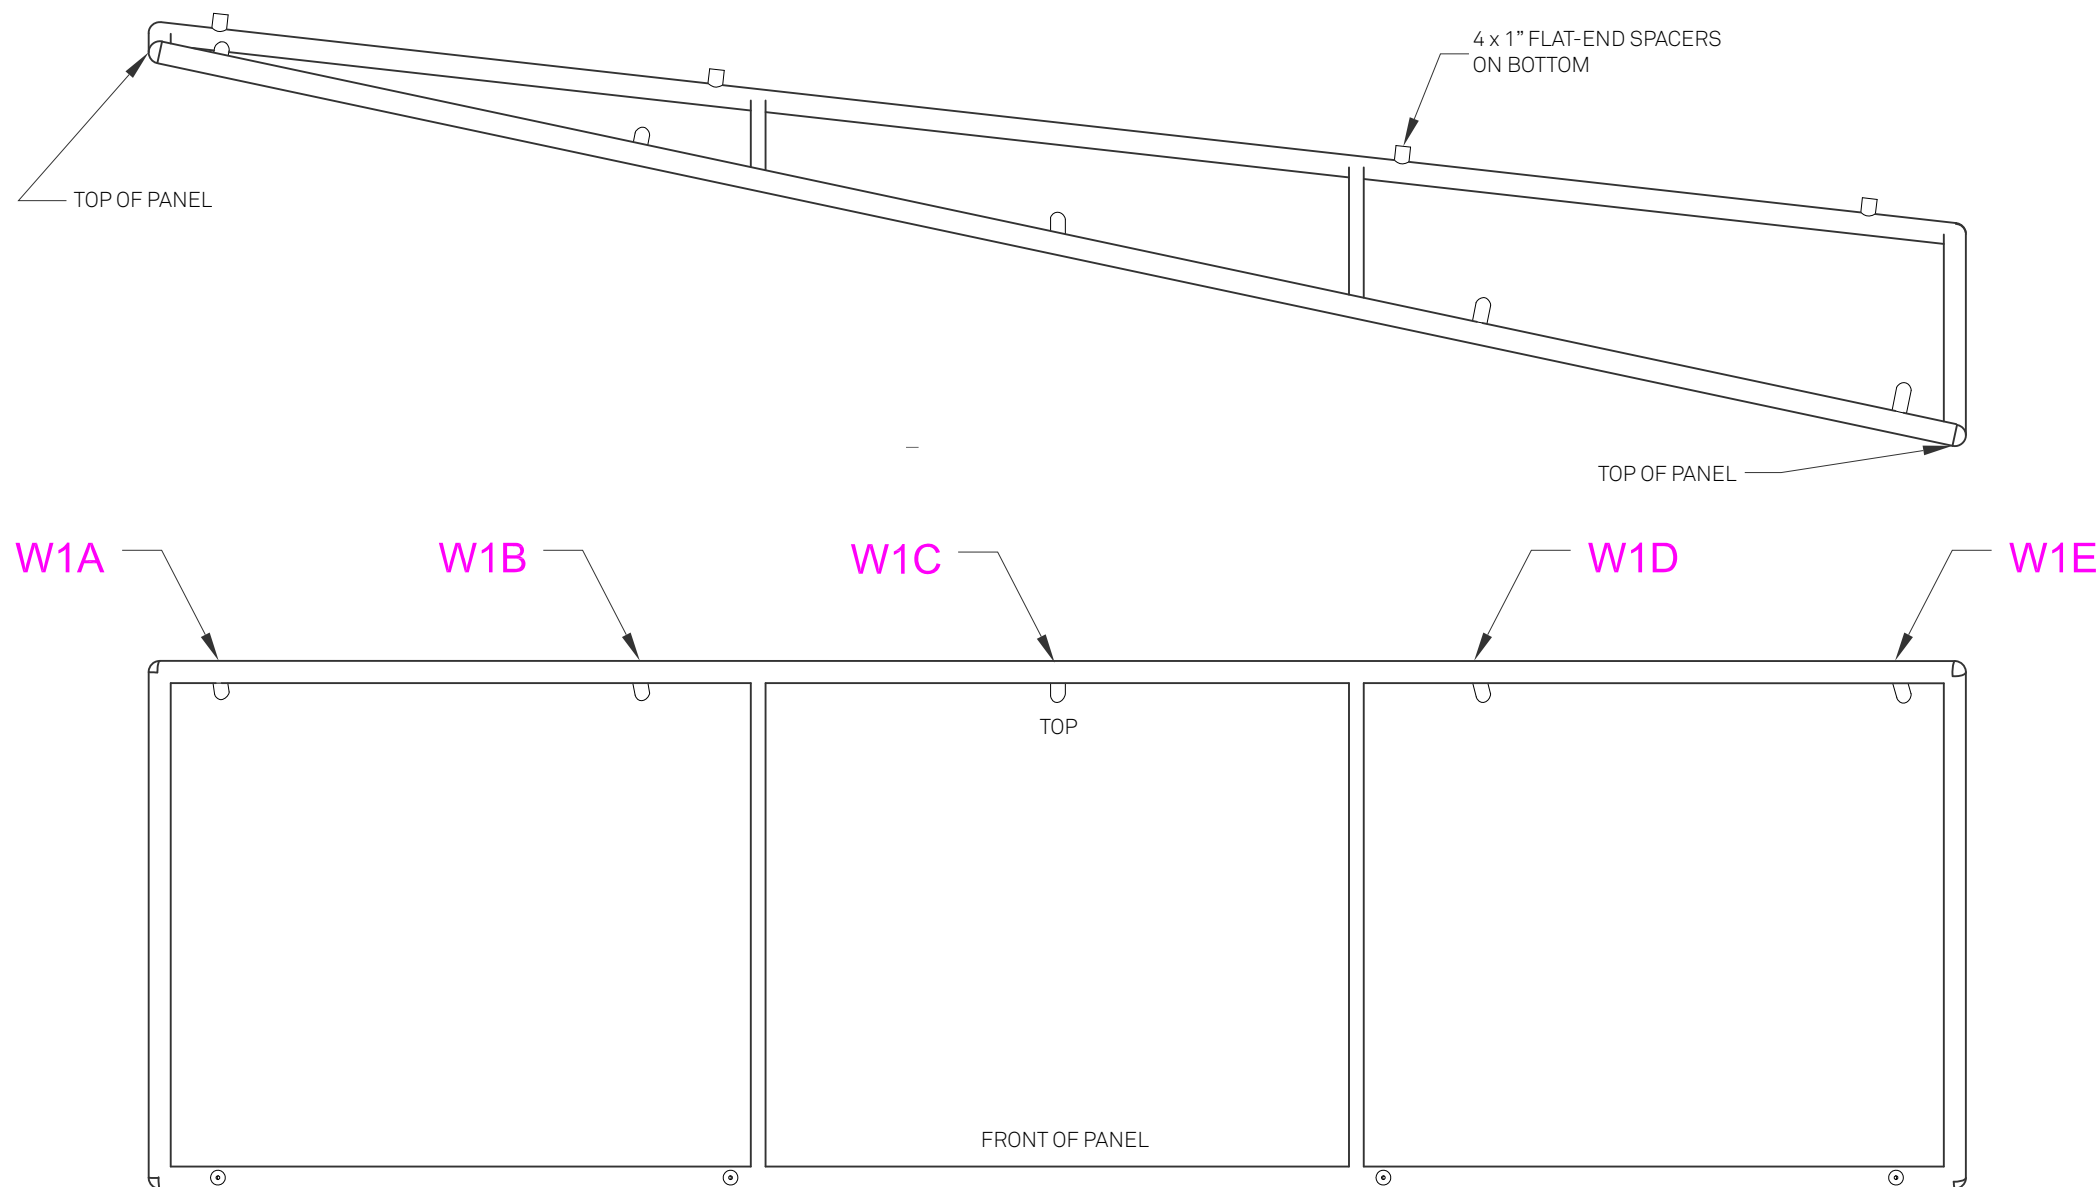 4 x 1” FLAT-END SPACERS
ON BOTTOM
TOP OF PANEL
TOP OF PANEL
W1A
W1B
W1C
W1D
W1E
TOP
FRONT OF PANEL